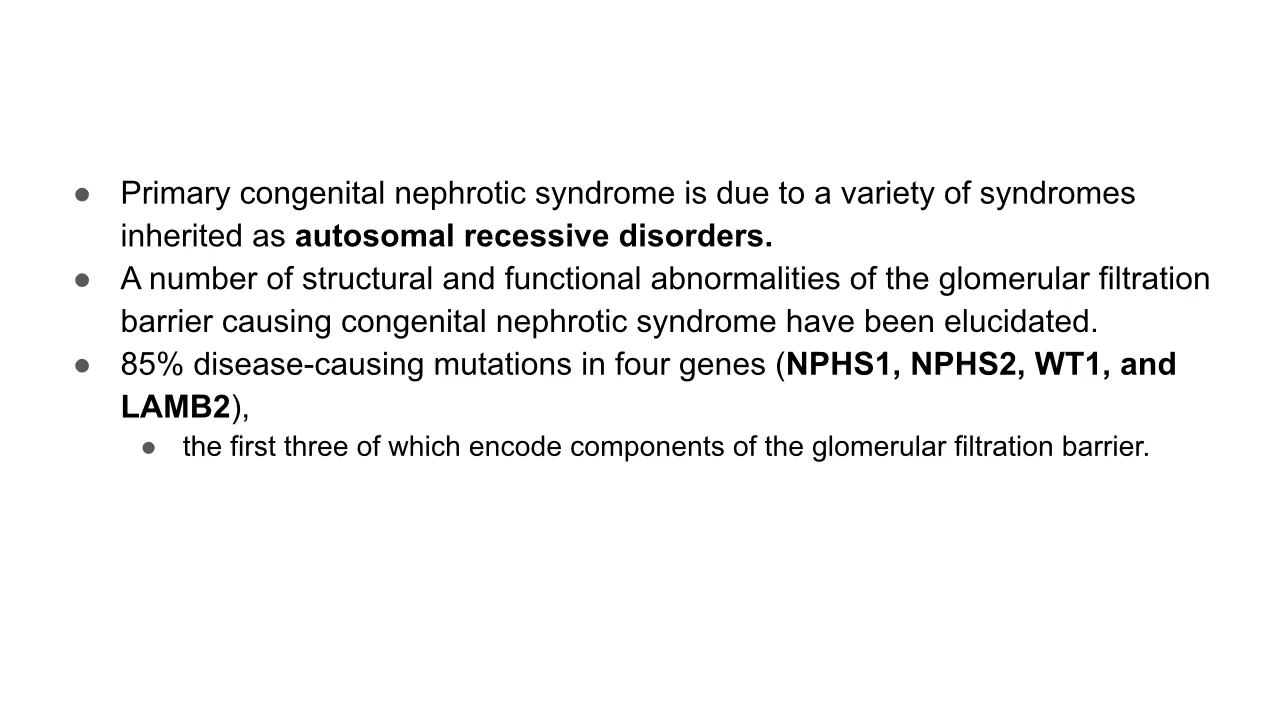 ● Primary congenital nephrotic syndrome is due to a variety of syndromes
inherited as autosomal recessive disorders.
● A number of structural and functional abnormalities of the glomerular filtration
barrier causing congenital nephrotic syndrome have been elucidated.
● 85% disease-causing mutations in four genes (NPHS1, NPHS2, WT1, and
LAMB2),
● the first three of which encode components of the glomerular filtration barrier.